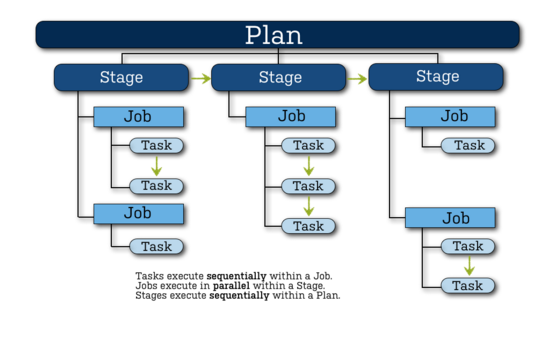 Plan
Stage
Stage
Stage
Job
Task
Task
Job
Task
Job
Task
Task
Task
Job
Task
Job
Task
Task
Tasks execute sequentially within a Job.
Jobs execute in parallel within a Stage.
Stages execute sequentially within a Plan.